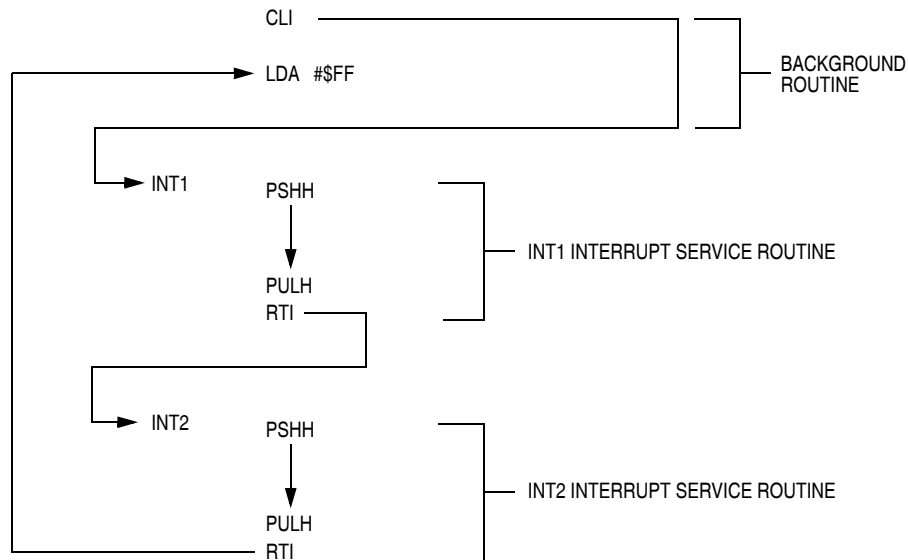 CLI
LDA #$FF
BACKGROUND
ROUTINE
INT1
PSHH
INT1 INTERRUPT SERVICE ROUTINE
PULH
RTI
INT2
PSHH
INT2 INTERRUPT SERVICE ROUTINE
PULH
RTI